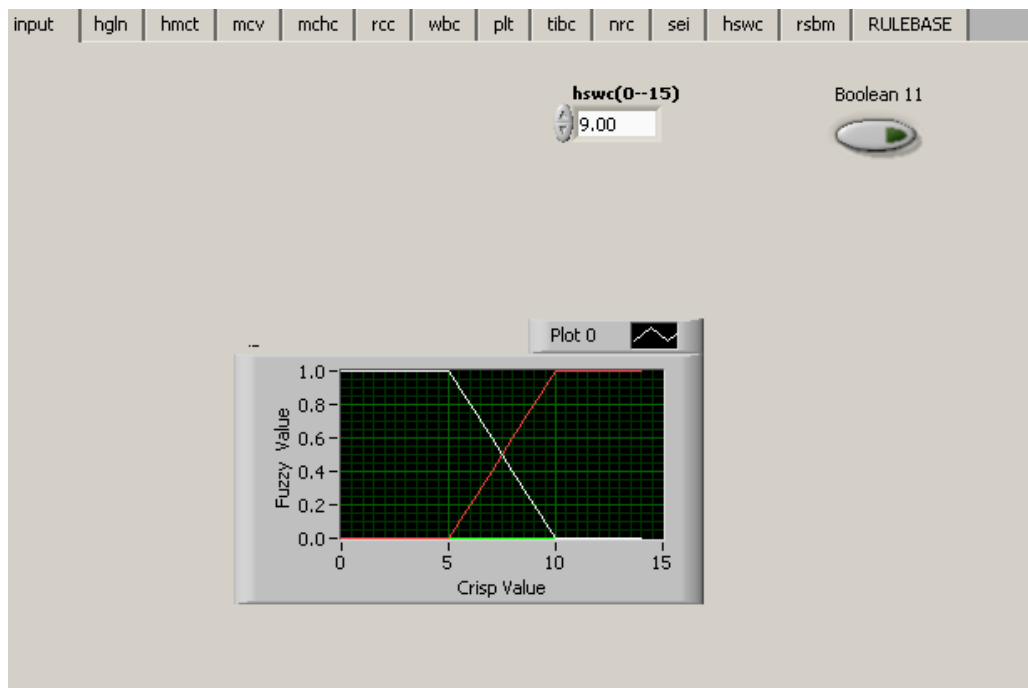 input hgln hmct mcv mchc rcc wbc plt tibc nrc sei hswc rsbm RULEBASE
hswc(0--15)
Boolean 11
9.00
Plot 0
1.0
0.8
0.6
0.4
0.2
0.0
Fuzzy Value
0 5 10 15
Crisp Value